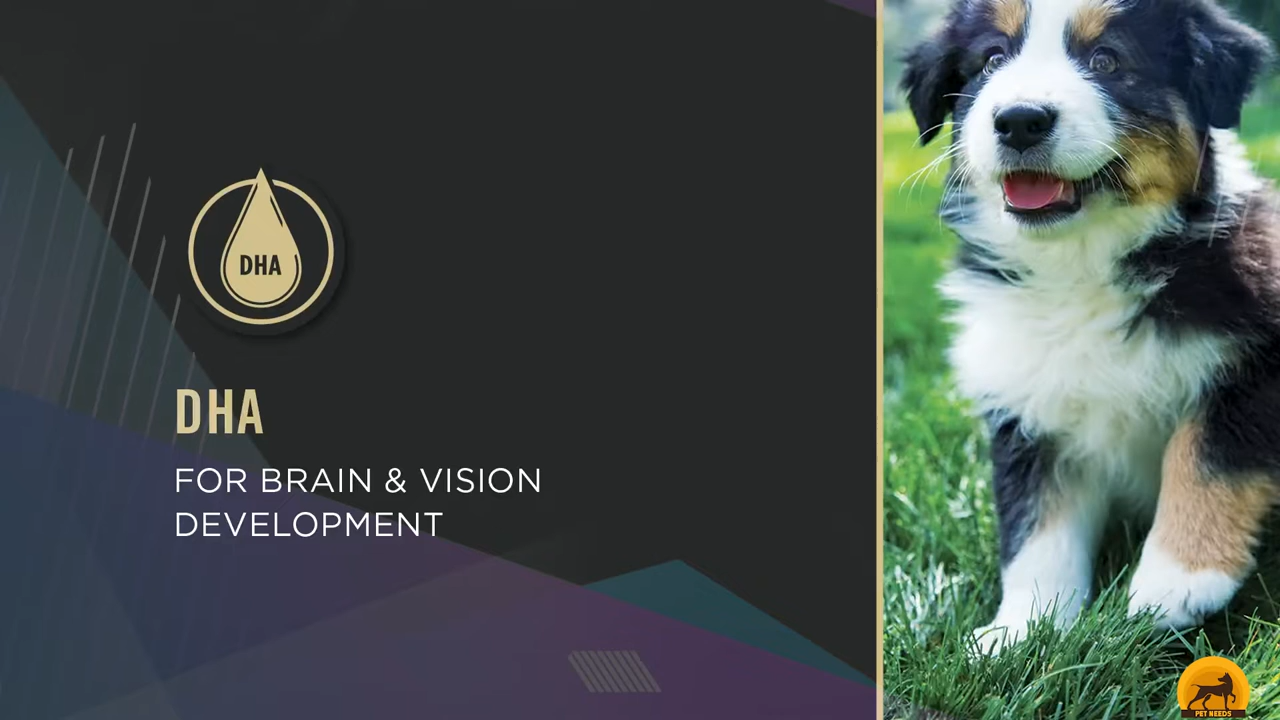 DHA
DHA
FOR BRAIN & VISION
DEVELOPMENT
PET NEEDS